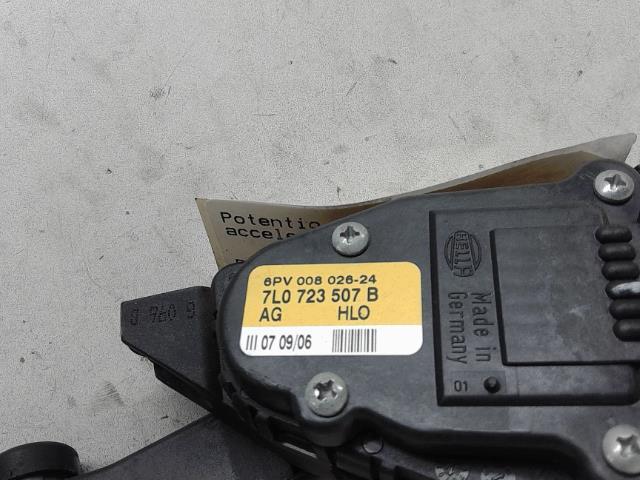 Potentio
accele
6PV 008 026-24
7L0 723 507 B
AG HLO
III 07 09/06
HELLA
Made in
Germany
01